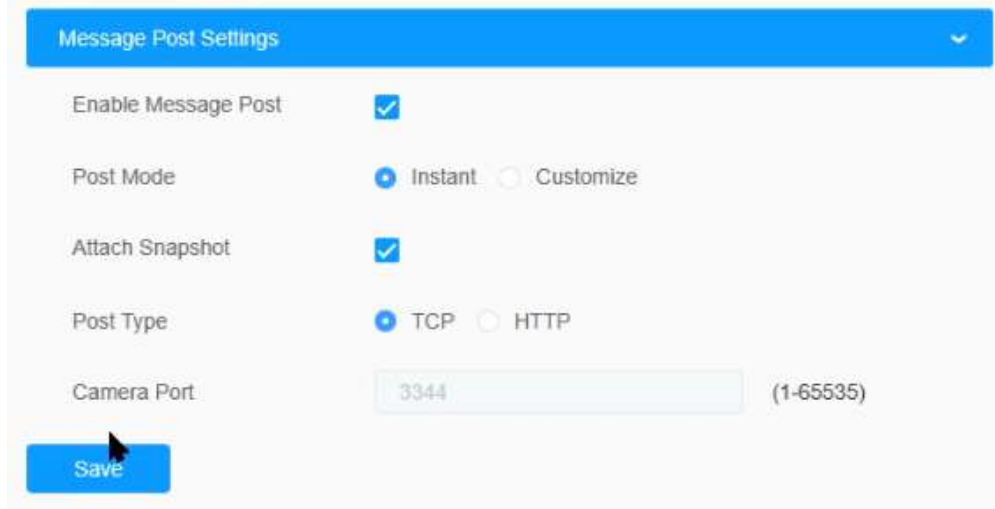 Message Post Settings
Enable Message Post
Post Mode Instant Customize
Attach Snapshot
Post Type TCP HTTP
Camera Port 3344 (1-65535)
Save